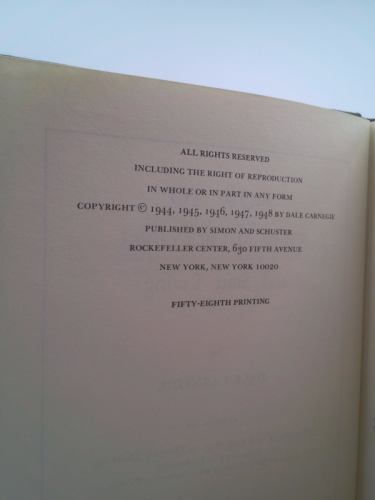 ALL RIGHTS RESERVED
INCLUDING THE RIGHT OF REPRODUCTION
IN WHOLE OR IN PART IN ANY FORM
COPYRIGHT © 1944, 1945, 1946, 1947, 1948 BY DALE CARNEGIE
PUBLISHED BY SIMON AND SCHUSTER
ROCKEFELLER CENTER, 630 FIFTH AVENUE
NEW YORK, NEW YORK 10020
FIFTY-EIGHTH PRINTING